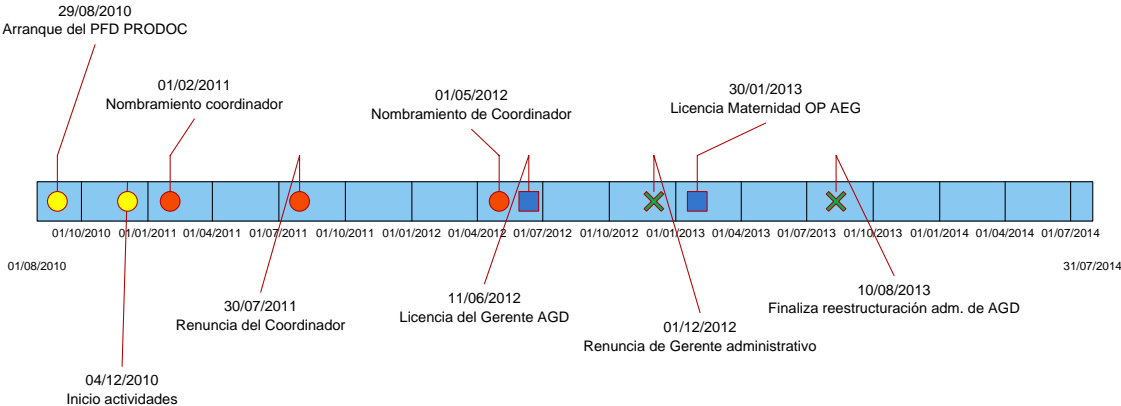 29/08/2010
Arranque del PFD PRODOC
01/02/2011
Nombramiento coordinador
01/05/2012
Nombramiento de Coordinador
30/01/2013
Licencia Maternidad OP AEG
01/10/2010 01/01/2011 01/04/2011 01/07/2011 01/10/2011 01/01/2012 01/04/2012 01/07/2012 01/10/2012 01/01/2013 01/04/2013 01/07/2013 01/10/2013 01/01/2014 01/04/2014 01/07/2014
01/08/2010 31/07/2014
30/07/2011
Renuncia del Coordinador
11/06/2012
Licencia del Gerente AGD
10/08/2013
Finaliza reestructuración adm. de AGD
01/12/2012
Renuncia de Gerente administrativo
04/12/2010
Inicio actividades